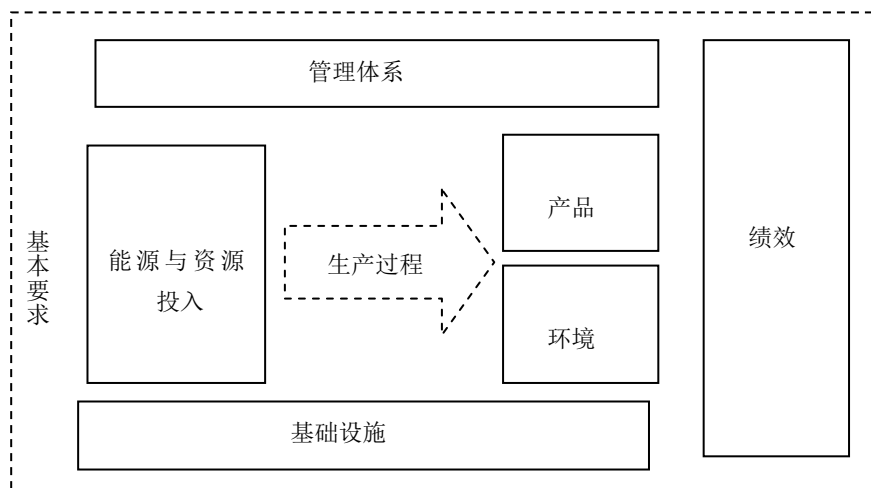 管理体系
基本要求
能源与资源
投入
生产过程
产品
环境
绩效
基础设施